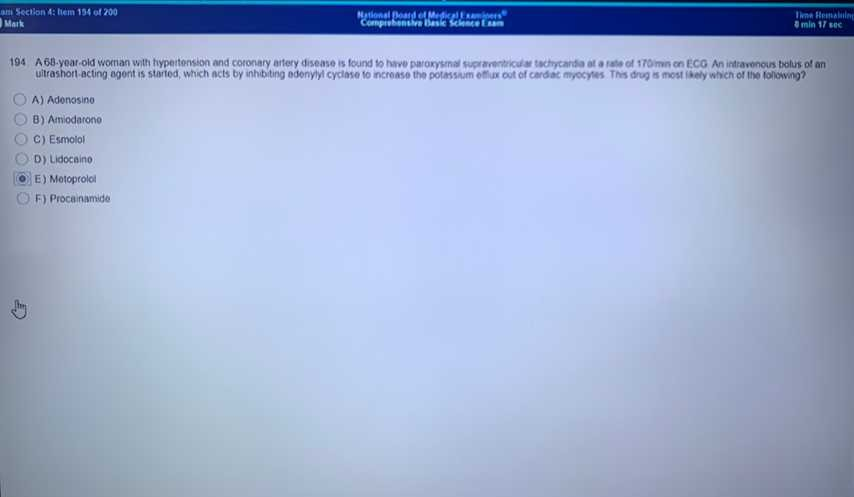 am Section 4: Item 194 of 200
National Board of Medical Examiners®
Time Remaining
Mark
Comprehensive Basic Science Exam
8 min 17 sec
194. A 68-year-old woman with hypertension and coronary artery disease is found to have paroxysmal supraventricular tachycardia at a rate of 170/min on ECG. An intravenous bolus of an
ultrashort-acting agent is started, which acts by inhibiting adenylyl cyclase to increase the potassium efflux out of cardiac myocytes. This drug is most likely which of the following?
A) Adenosine
B) Amiodarone
C) Esmolol
D) Lidocaine
E) Metoprolol
F) Procainamide